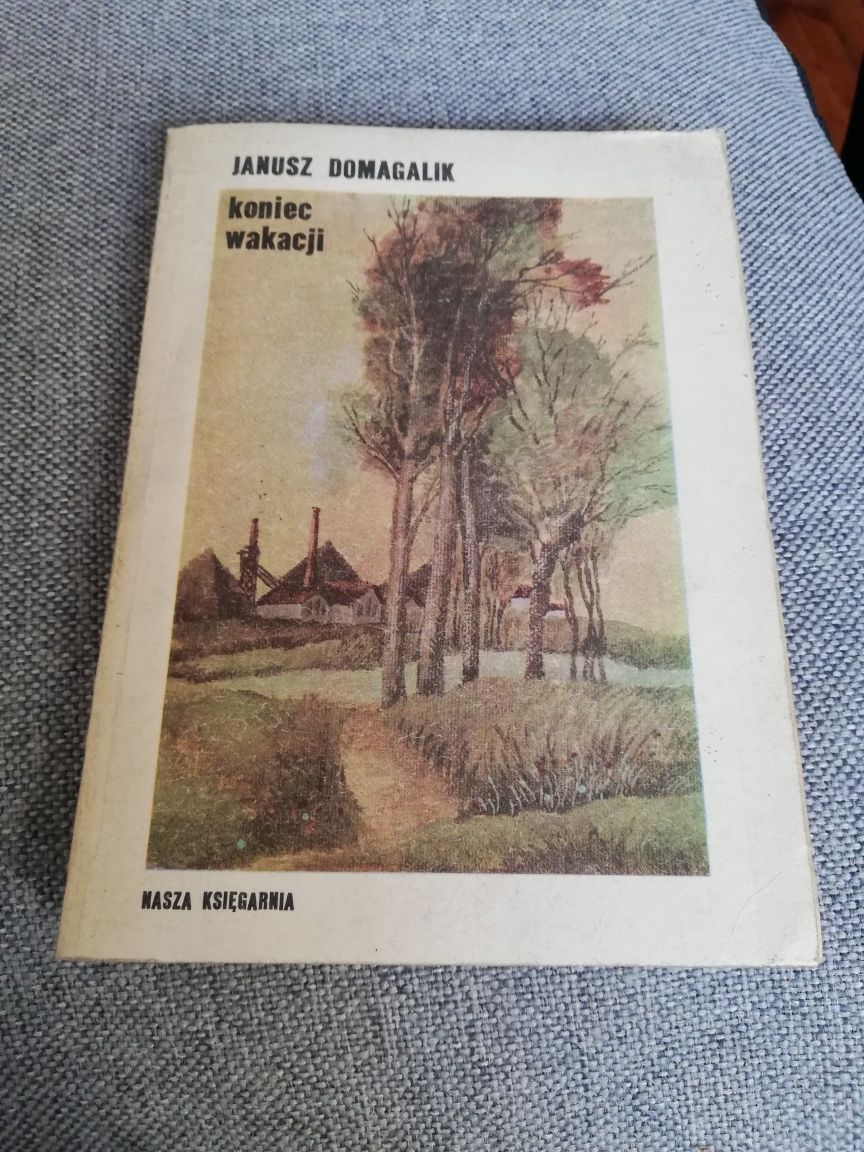 JANUSZ DOMAGALIK
koniec
wakacji
NASZA KSIĘGARNIA